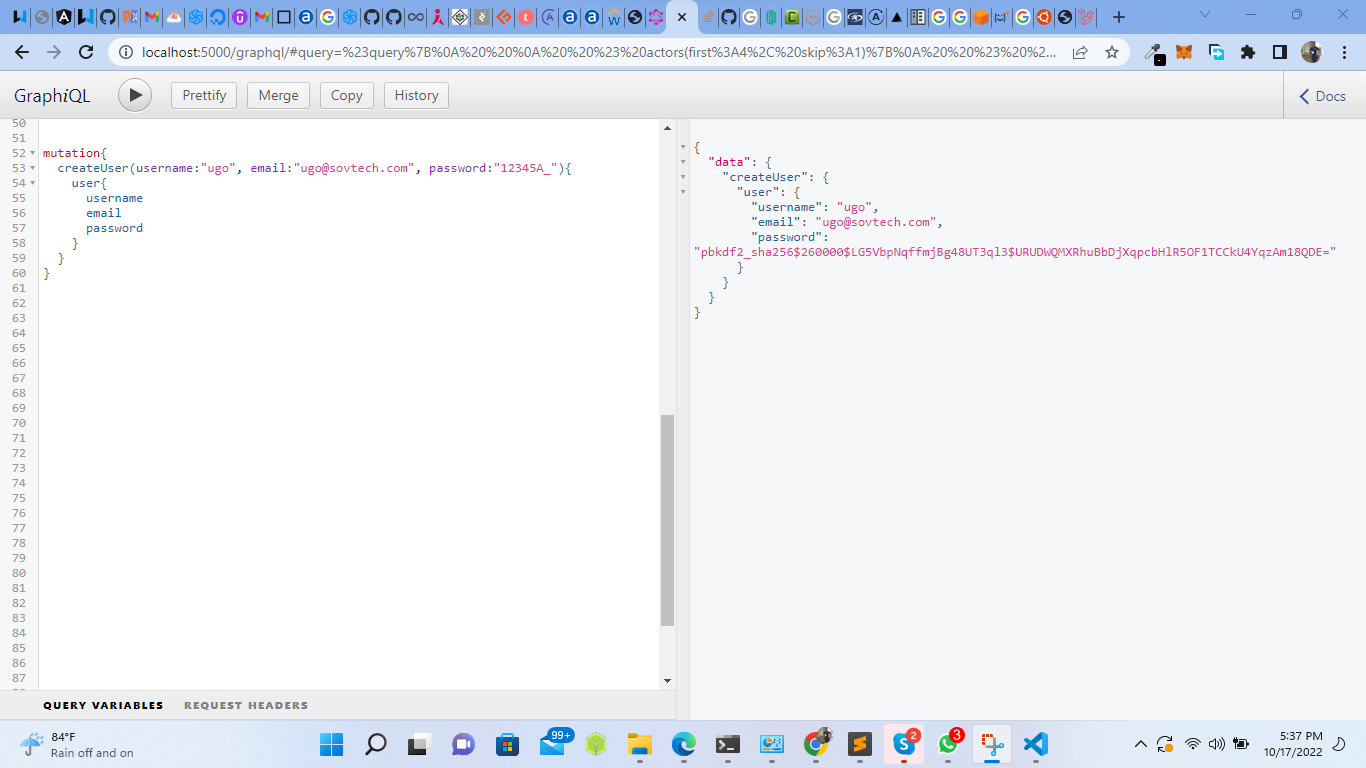 localhost:5000/graphql/#query=%23query%7B%0A%20%20%0A%20%20%23%20actors(first%3A4%2C%20skip%3A1)%7B%0A%20%20%23%20%2...
GraphiQL
Prettify
Merge
Copy
History
Docs
50
51
52 mutation{
53 createUser(username:"ugo", email:"ugo@sovtech.com", password:"12345A_"){
54 user{
55 username
56 email
57 password
58 }
59 }
60 }
61
62
63
64
65
66
67
68
69
70
71
72
73
74
75
76
77
78
79
80
81
82
83
84
85
86
87
{
"data": {
"createUser": {
"user": {
"username": "ugo",
"email": "ugo@sovtech.com",
"password":
"pbkdf2_sha256$260000$LG5VbpNqffmjBg48UT3ql3$URUDWQMXRhuBbDjXqpcbHlR5OF1TCCkU4YqzAm18QDE="
}
}
}
}
QUERY VARIABLES
REQUEST HEADERS
84°F
Rain off and on
99+
2
3
5:37 PM
10/17/2022